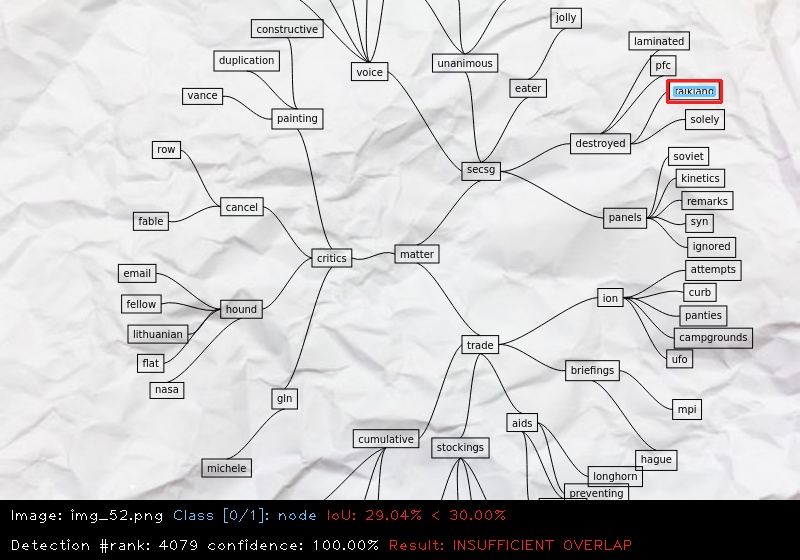 jolly
constructive
laminated
duplication
unanimous
pfc
voice
eater
vance
solely
painting
destroyed
row
soviet
secsg
kinetics
remarks
cancel
fable
panels
syn
ignored
matter
critics
attempts
email
curb
ion
fellow
hound
panties
lithuanian
campgrounds
trade
ufo
flat
briefings
nasa
gln
mpi
aids
cumulative
stockings
hague
michele
longhorn
preventing
Image: img_52.png Class [0/1]: node IoU: 29.04% < 30.00%
Detection #rank: 4079 confidence: 100.00% Result: INSUFFICIENT OVERLAP